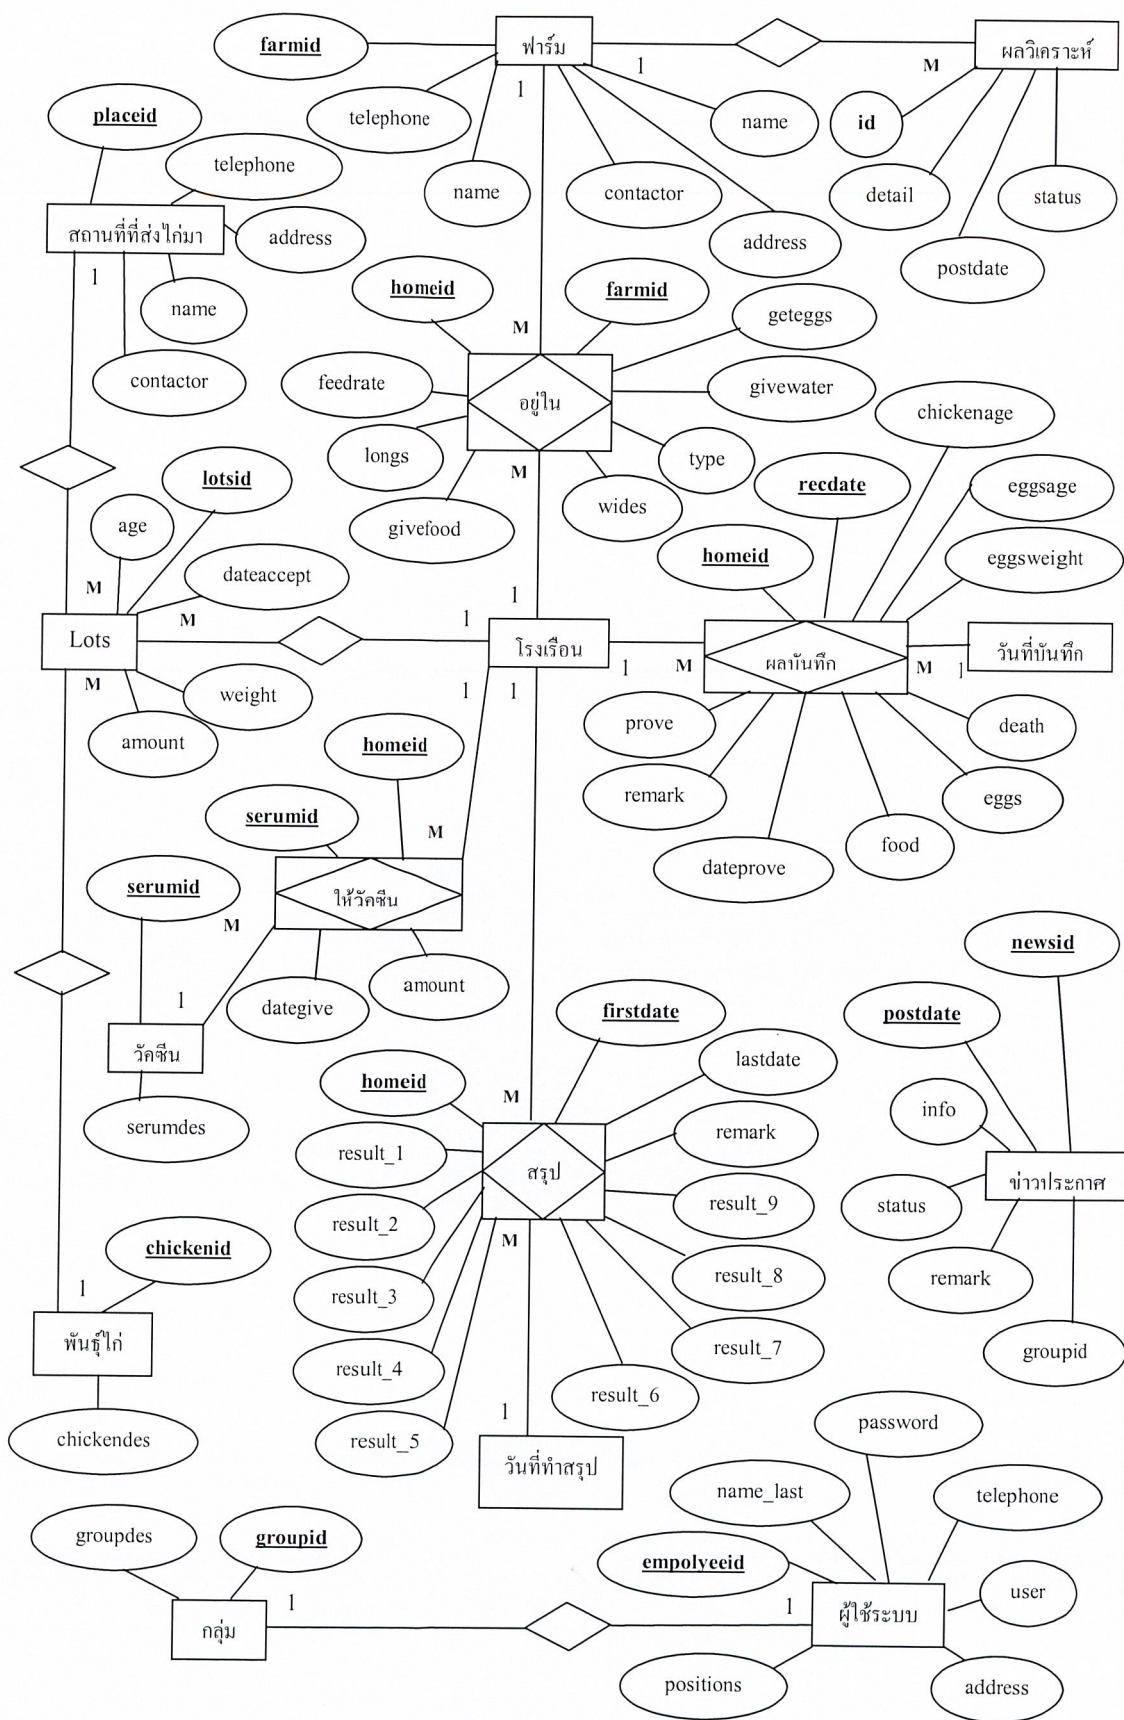 farmid
ฟาร์ม
ผลวิเคราะห์
1
1
M
placeid
telephone
name
id
telephone
name
contactor
detail
status
สถานที่ที่ส่งไก่มา
address
address
1
postdate
homeid
farmid
name
M
geteggs
contactor
feedrate
givewater
อยู่ใน
chickenage
longs
M
type
lotsid
recdate
eggsage
age
givefood
wides
homeid
eggsweight
M
dateaccept
M
1
1
Lots
โรงเรือน
ผลบันทึก
วันที่บันทึก
M
1
1
1
M
M
1
weight
prove
death
amount
homeid
remark
eggs
serumid
M
food
dateprove
serumid
ให้วัคซีน
M
newsid
amount
1
dategive
firstdate
postdate
วัคซีน
lastdate
homeid
M
info
serumdes
remark
result_1
สรุป
ข่าวประกาศ
result_2
result_9
status
M
chickenid
result_8
remark
1
result_3
พันธุ์ไก่
result_7
groupid
result_4
result_6
1
password
chickendes
result_5
วันที่ทำสรุป
name_last
telephone
groupdes
groupid
empolyeeid
user
1
1
ผู้ใช้ระบบ
กลุ่ม
positions
address